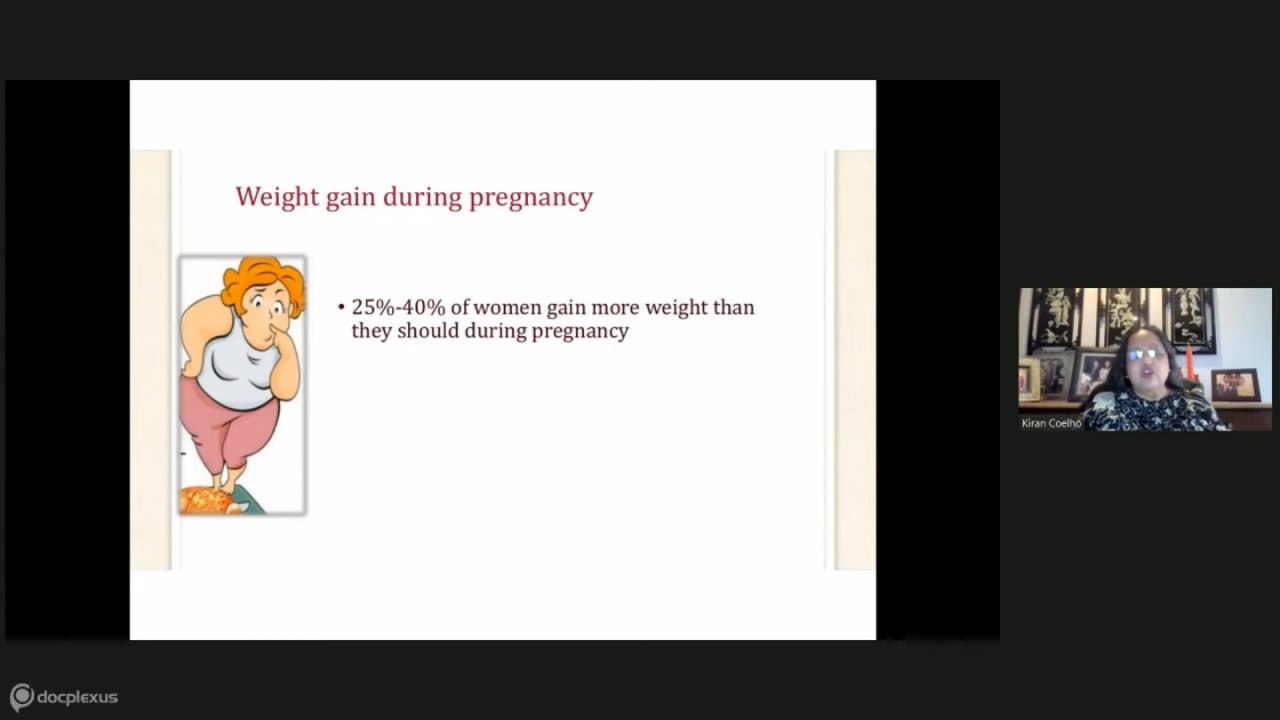 Weight gain during pregnancy
• 25%-40% of women gain more weight than
they should during pregnancy
Kiran Coelho
docplexus